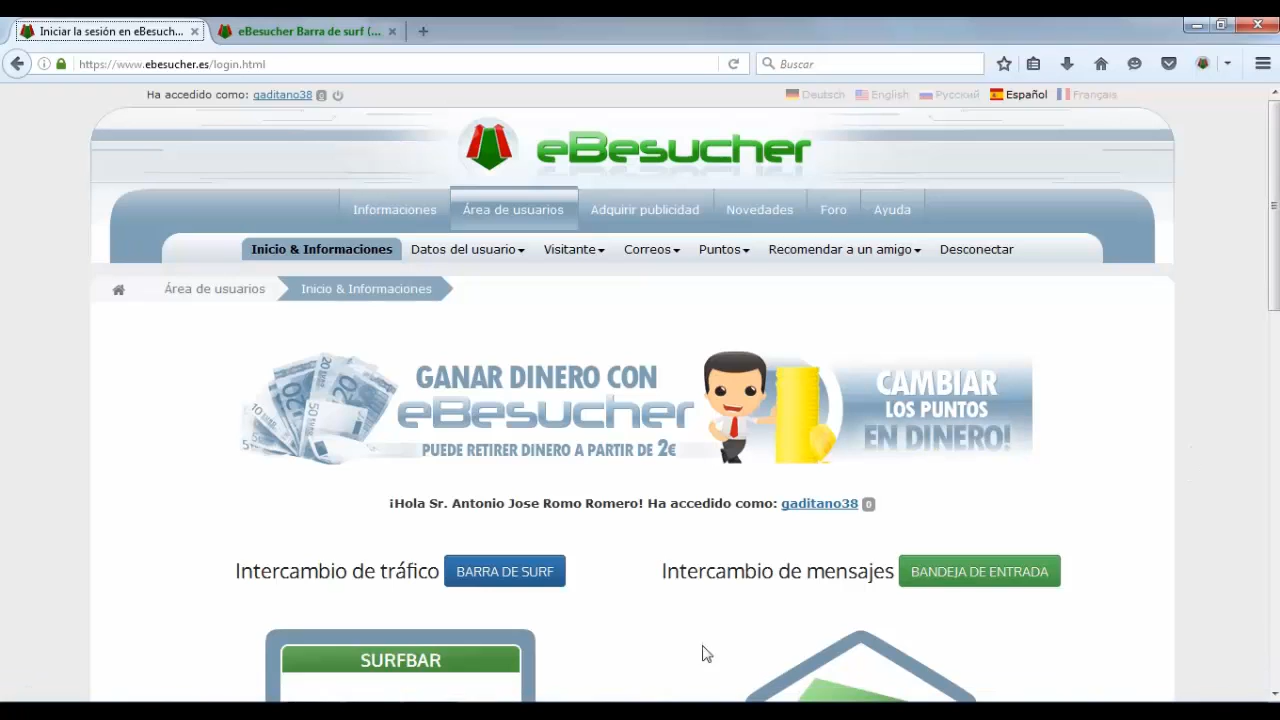 Iniciar la sesión en eBesuch...
eBesucher Barra de surf (...
https://www.ebesucher.es/login.html
Buscar
Ha accedido como: gaditano38 0
Deutsch English Русский Español Français
eBesucher
Informaciones Área de usuarios Adquirir publicidad Novedades Foro Ayuda
Inicio & Informaciones Datos del usuario Visitante Correos Puntos Recomendar a un amigo Desconectar
Área de usuarios Inicio & Informaciones
GANAR DINERO CON
eBesucher
PUEDE RETIRER DINERO A PARTIR DE 2€
CAMBIAR
LOS PUNTOS
EN DINERO!
¡Hola Sr. Antonio Jose Romo Romero! Ha accedido como: gaditano38 0
Intercambio de tráfico BARRA DE SURF
Intercambio de mensajes BANDEJA DE ENTRADA
SURFBAR